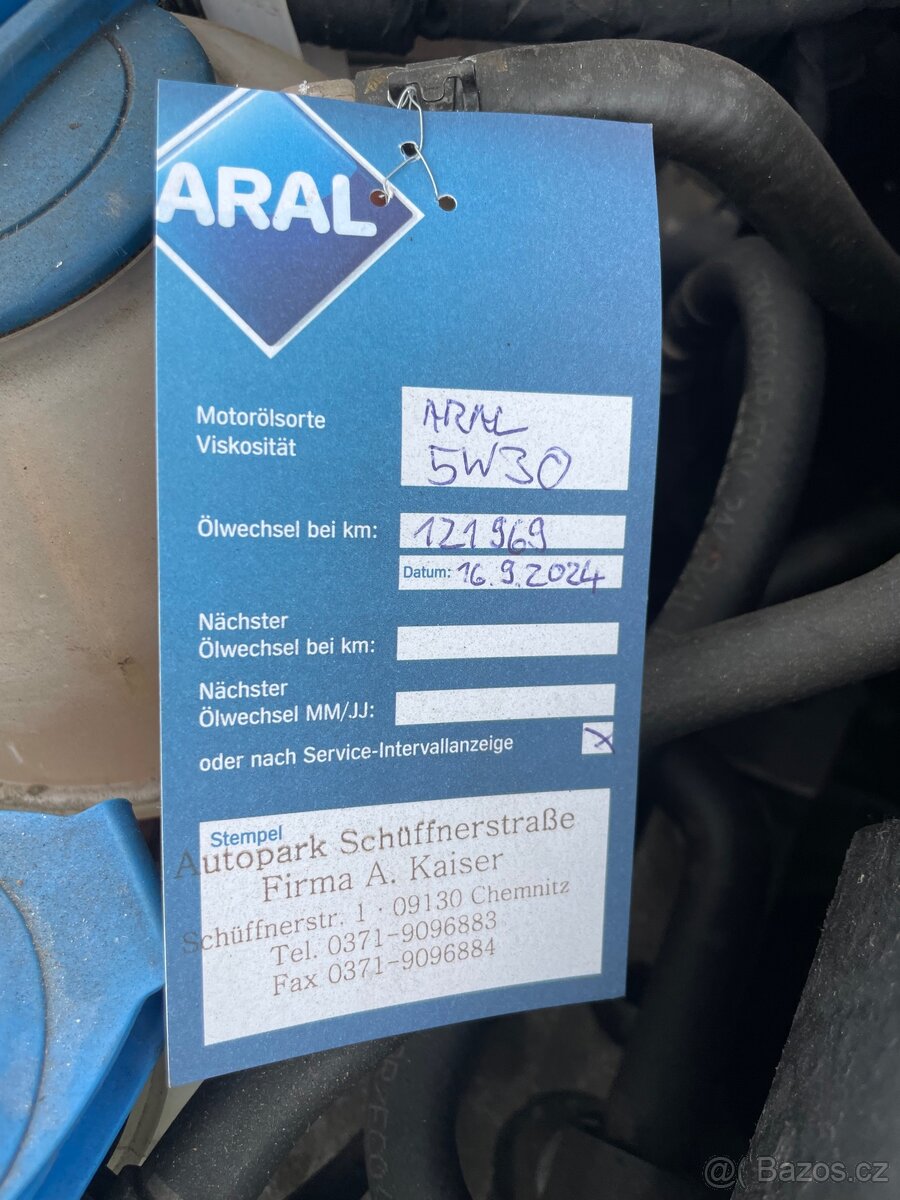 ARAL
Motorölsorte
Viskosität
ARAL
5W30
Ölwechsel bei km:
121969
Datum: 16.9.2024
Nächster
Ölwechsel bei km:
Nächster
Ölwechsel MM/JJ:
oder nach Service-Intervallanzeige
Stempel
Autopark Schüffnerstraße
Firma A. Kaiser
Schüffnerstr. 1 · 09130 Chemnitz
Tel. 0371-9096883
Fax 0371-9096884
@ Bazos.cz